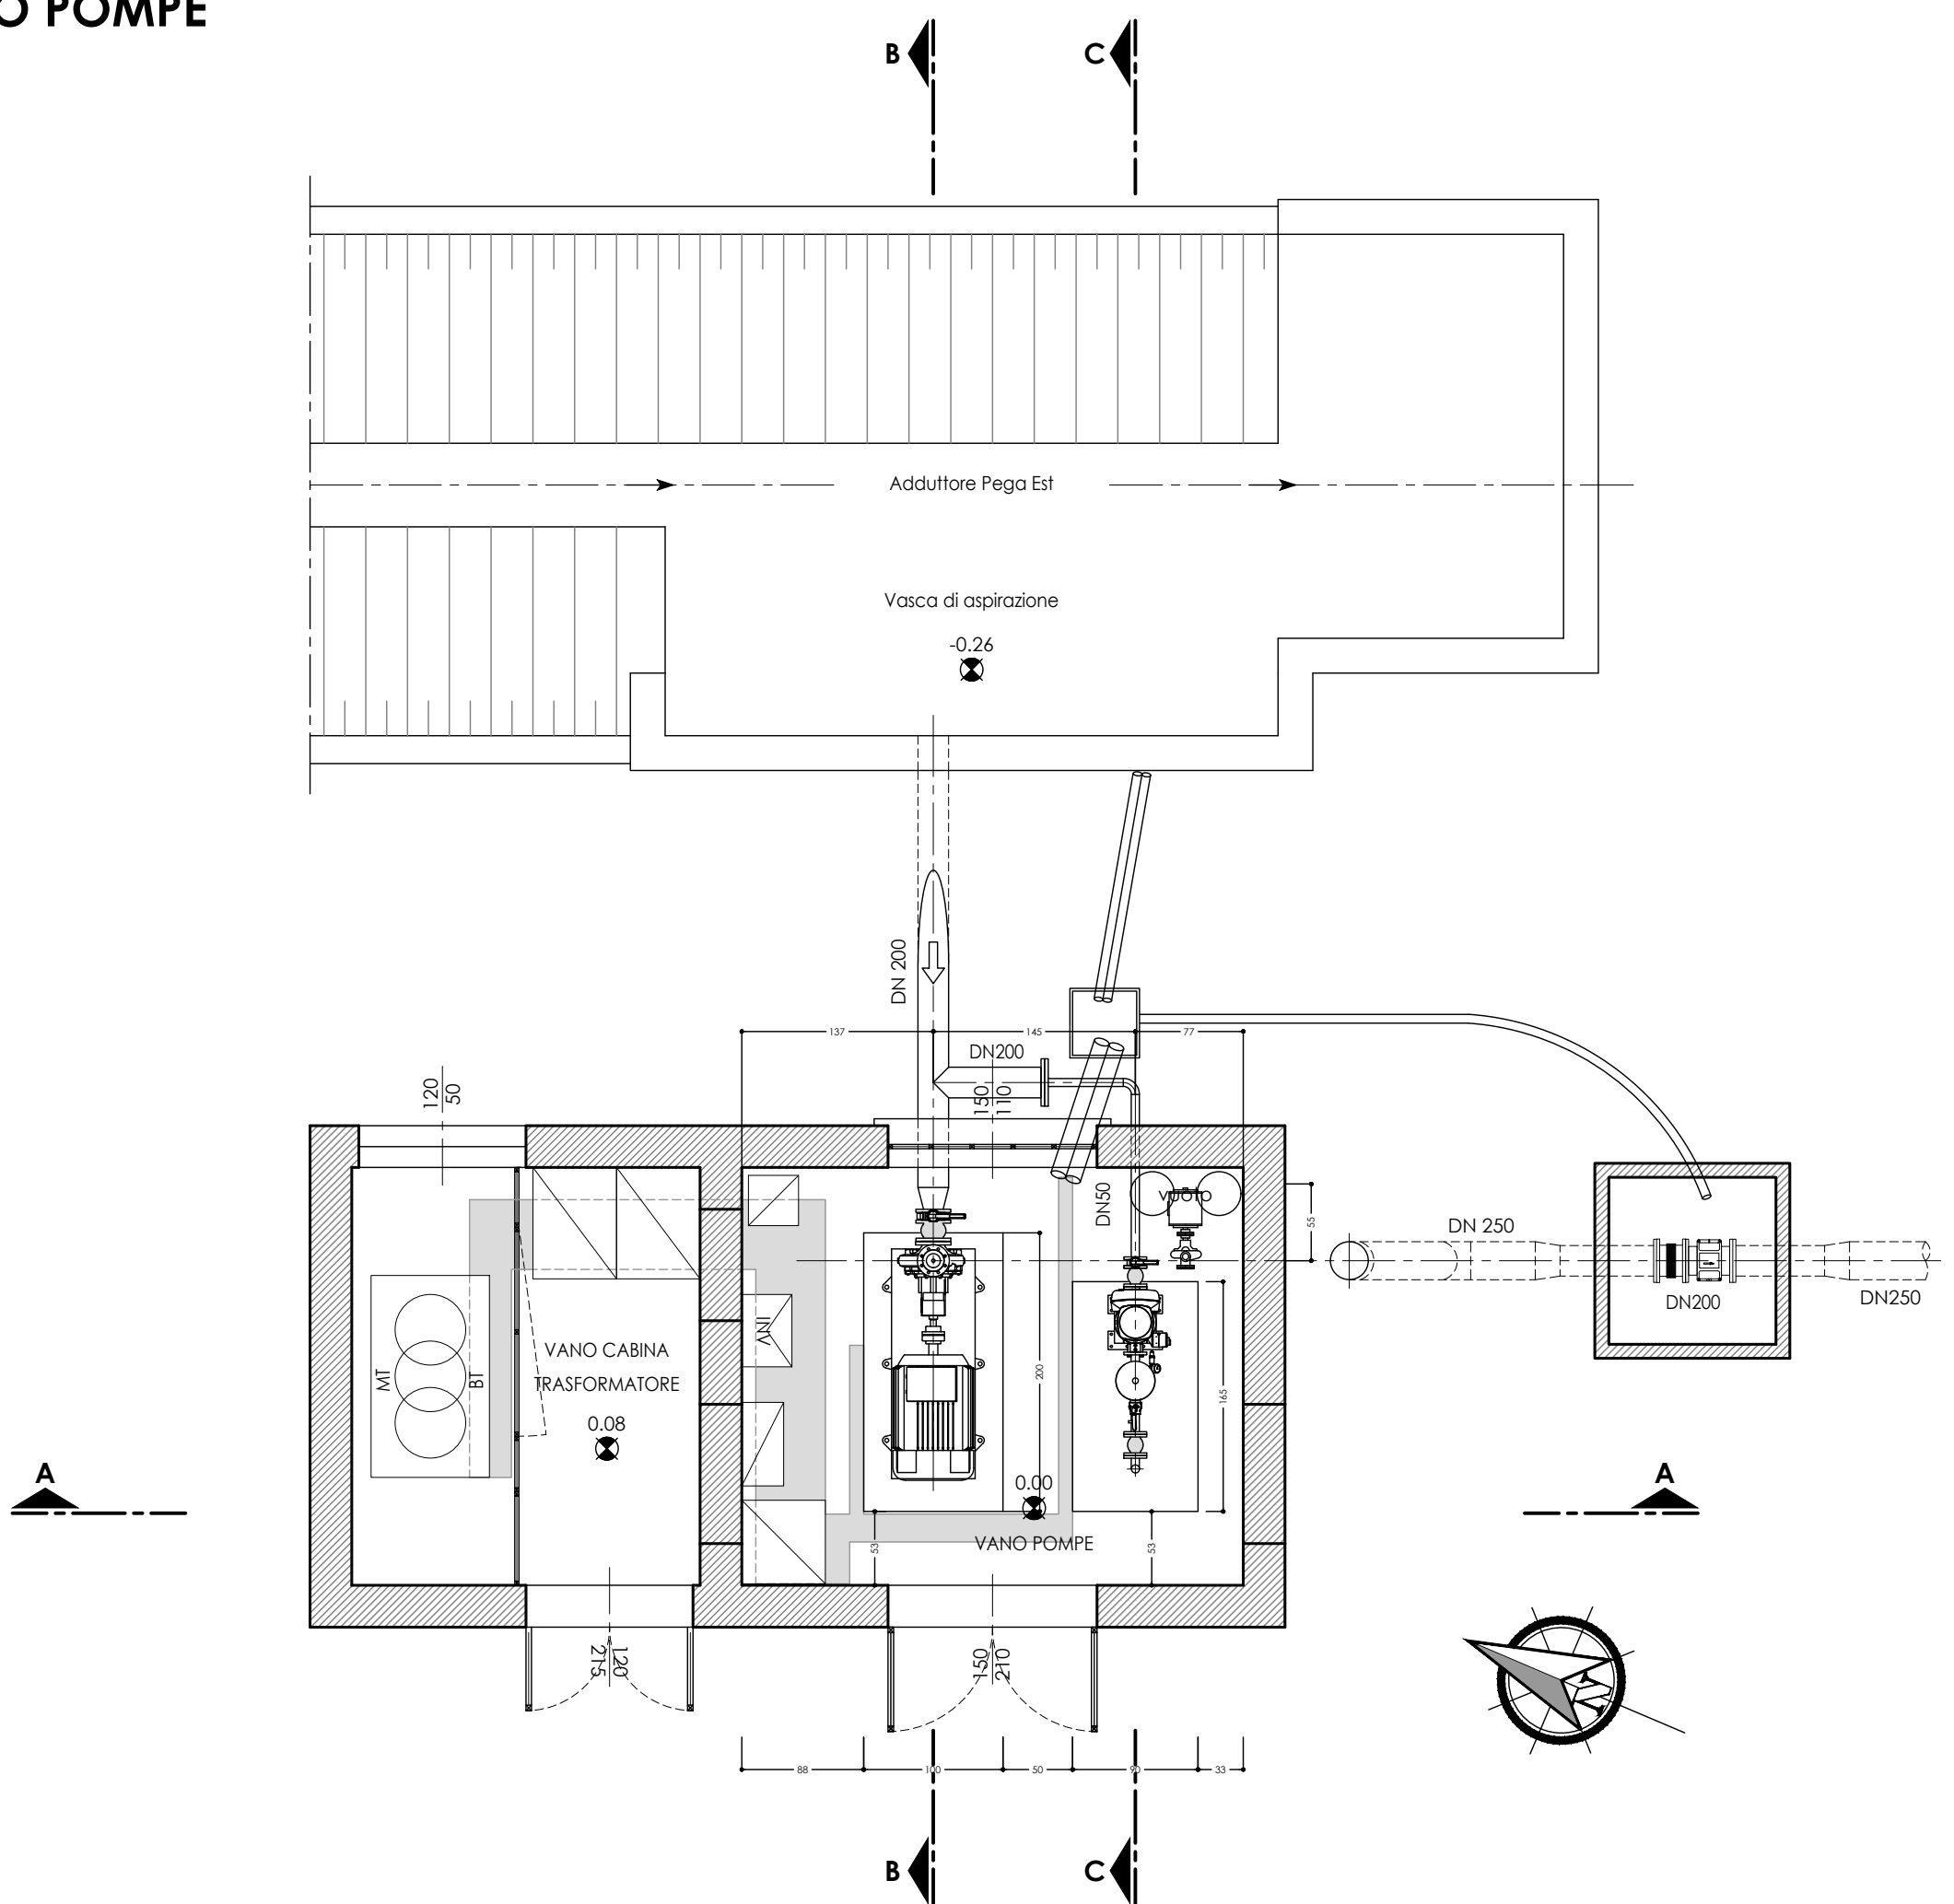 O POMPE
B
C
Adduttore Pega Est
Vasca di aspirazione
-0.26
DN 200
137
145
77
DN200
150
110
120
50
DN50
VUOTO
55
DN 250
DN200
DN250
INV
MT
BT
VANO CABINA
TRASFORMATORE
0.08
200
165
0.00
VANO POMPE
53
53
A
A
120
215
150
210
N
88
100
50
90
33
B
C